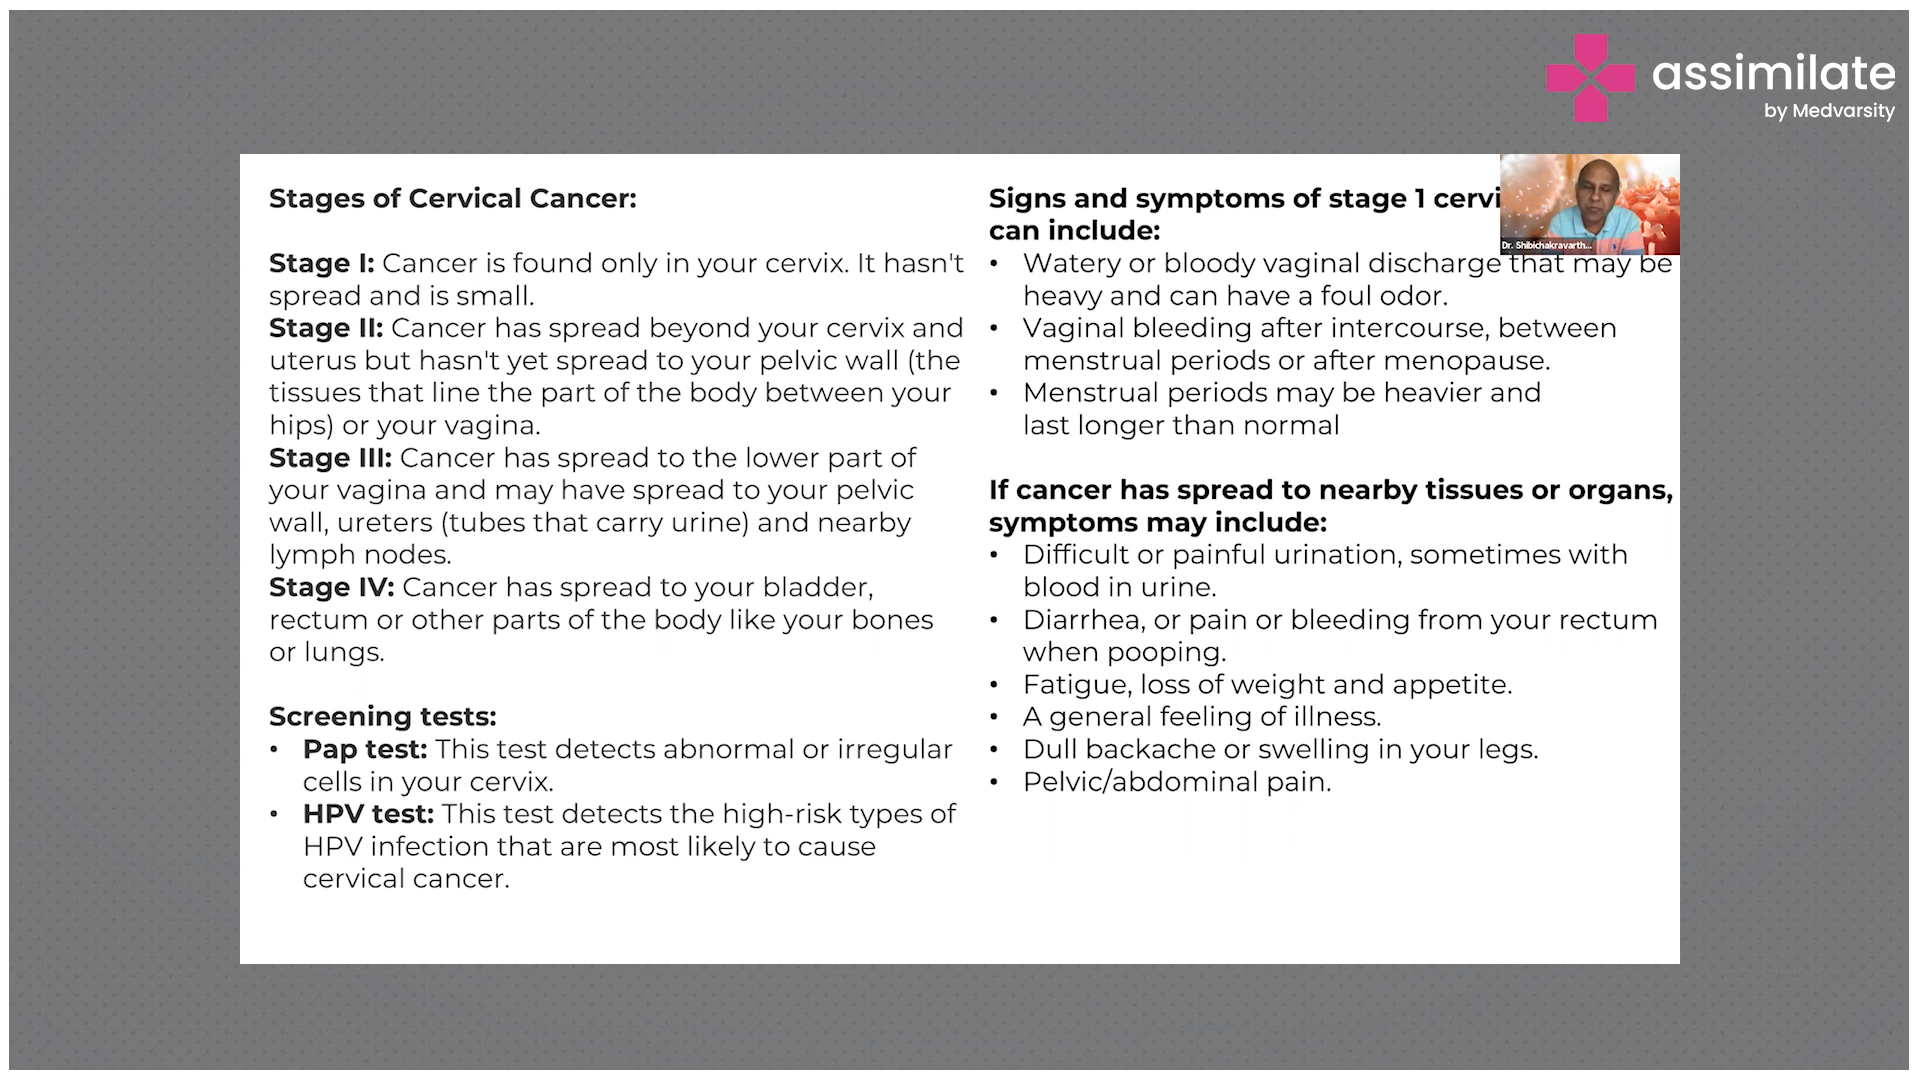 assimilate
by Medvarsity
Stages of Cervical Cancer:
Stage I: Cancer is found only in your cervix. It hasn't
spread and is small.
Stage II: Cancer has spread beyond your cervix and
uterus but hasn't yet spread to your pelvic wall (the
tissues that line the part of the body between your
hips) or your vagina.
Stage III: Cancer has spread to the lower part of
your vagina and may have spread to your pelvic
wall, ureters (tubes that carry urine) and nearby
lymph nodes.
Stage IV: Cancer has spread to your bladder,
rectum or other parts of the body like your bones
or lungs.
Screening tests:
• Pap test: This test detects abnormal or irregular
cells in your cervix.
• HPV test: This test detects the high-risk types of
HPV infection that are most likely to cause
cervical cancer.
Signs and symptoms of stage 1 cervi
can include:
• Watery or bloody vaginal discharge that may be
heavy and can have a foul odor.
• Vaginal bleeding after intercourse, between
menstrual periods or after menopause.
• Menstrual periods may be heavier and
last longer than normal
If cancer has spread to nearby tissues or organs,
symptoms may include:
• Difficult or painful urination, sometimes with
blood in urine.
• Diarrhea, or pain or bleeding from your rectum
when pooping.
• Fatigue, loss of weight and appetite.
• A general feeling of illness.
• Dull backache or swelling in your legs.
• Pelvic/abdominal pain.
Dr. Shibichakravarth...